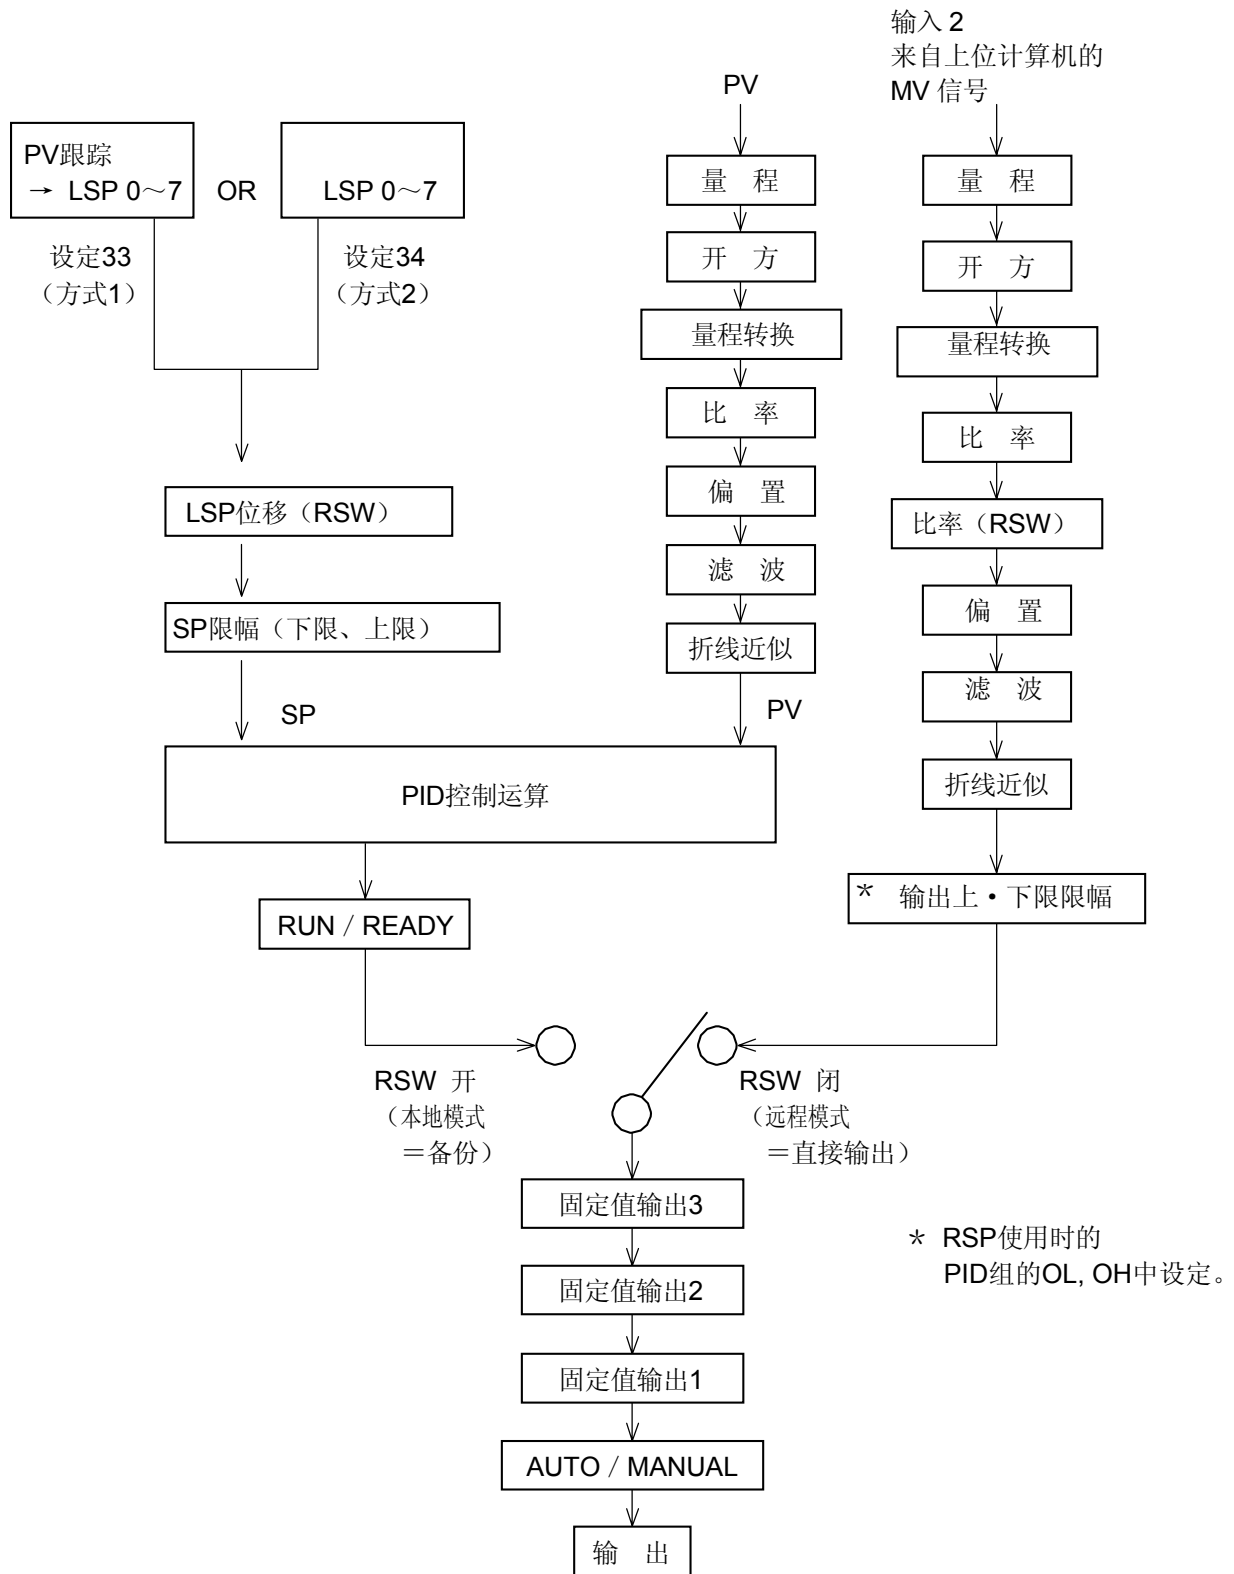 输入 2
来自上位计算机的
MV 信号
PV
PV跟踪
→ LSP 0～7
OR
LSP 0～7
设定33
（方式1）
设定34
（方式2）
LSP位移（RSW）
SP限幅（下限、上限）
SP
量 程
开 方
量程转换
比 率
偏 置
滤 波
折线近似
PV
量 程
开 方
量程转换
比 率
比率（RSW）
偏 置
滤 波
折线近似
＊ 输出上・下限限幅
PID控制运算
RUN / READY
RSW 开
（本地模式
＝备份）
RSW 闭
（远程模式
＝直接输出）
固定值输出3
固定值输出2
固定值输出1
AUTO / MANUAL
输 出
＊ RSP使用时的
PID组的OL, OH中设定。